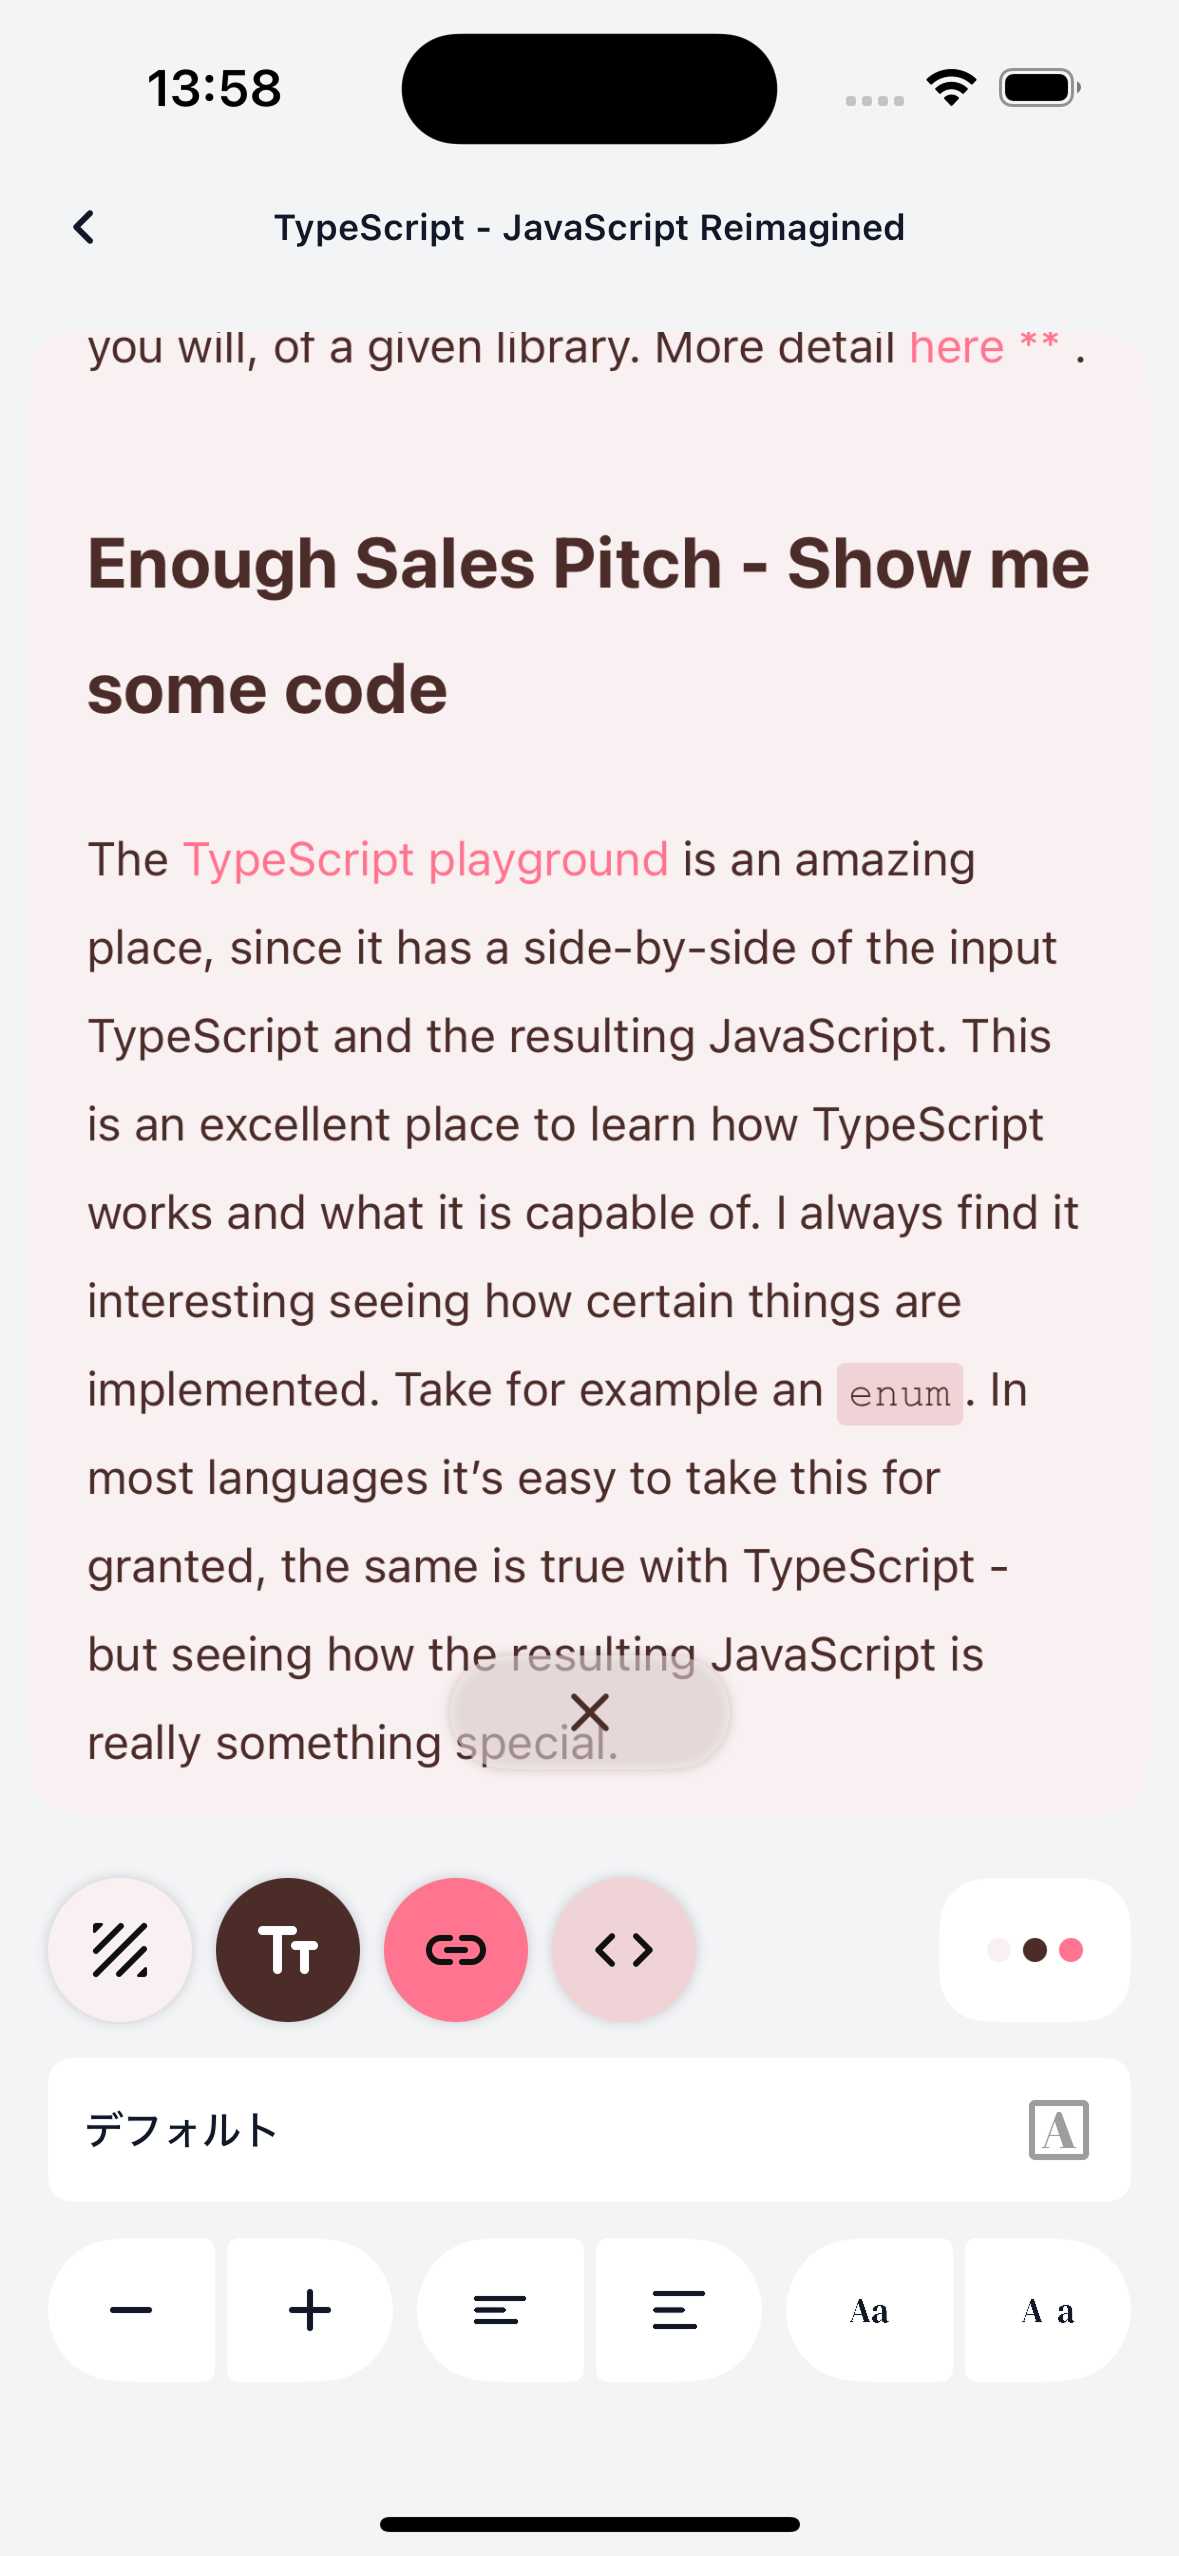 13:58
TypeScript - JavaScript Reimagined
you will, of a given library. More detail here ** .
Enough Sales Pitch - Show me
some code
The TypeScript playground is an amazing
place, since it has a side-by-side of the input
TypeScript and the resulting JavaScript. This
is an excellent place to learn how TypeScript
works and what it is capable of. I always find it
interesting seeing how certain things are
implemented. Take for example an enum. In
most languages it’s easy to take this for
granted, the same is true with TypeScript -
but seeing how the resulting JavaScript is
really something special.
Tт
デフォルト
A
Aa
A a